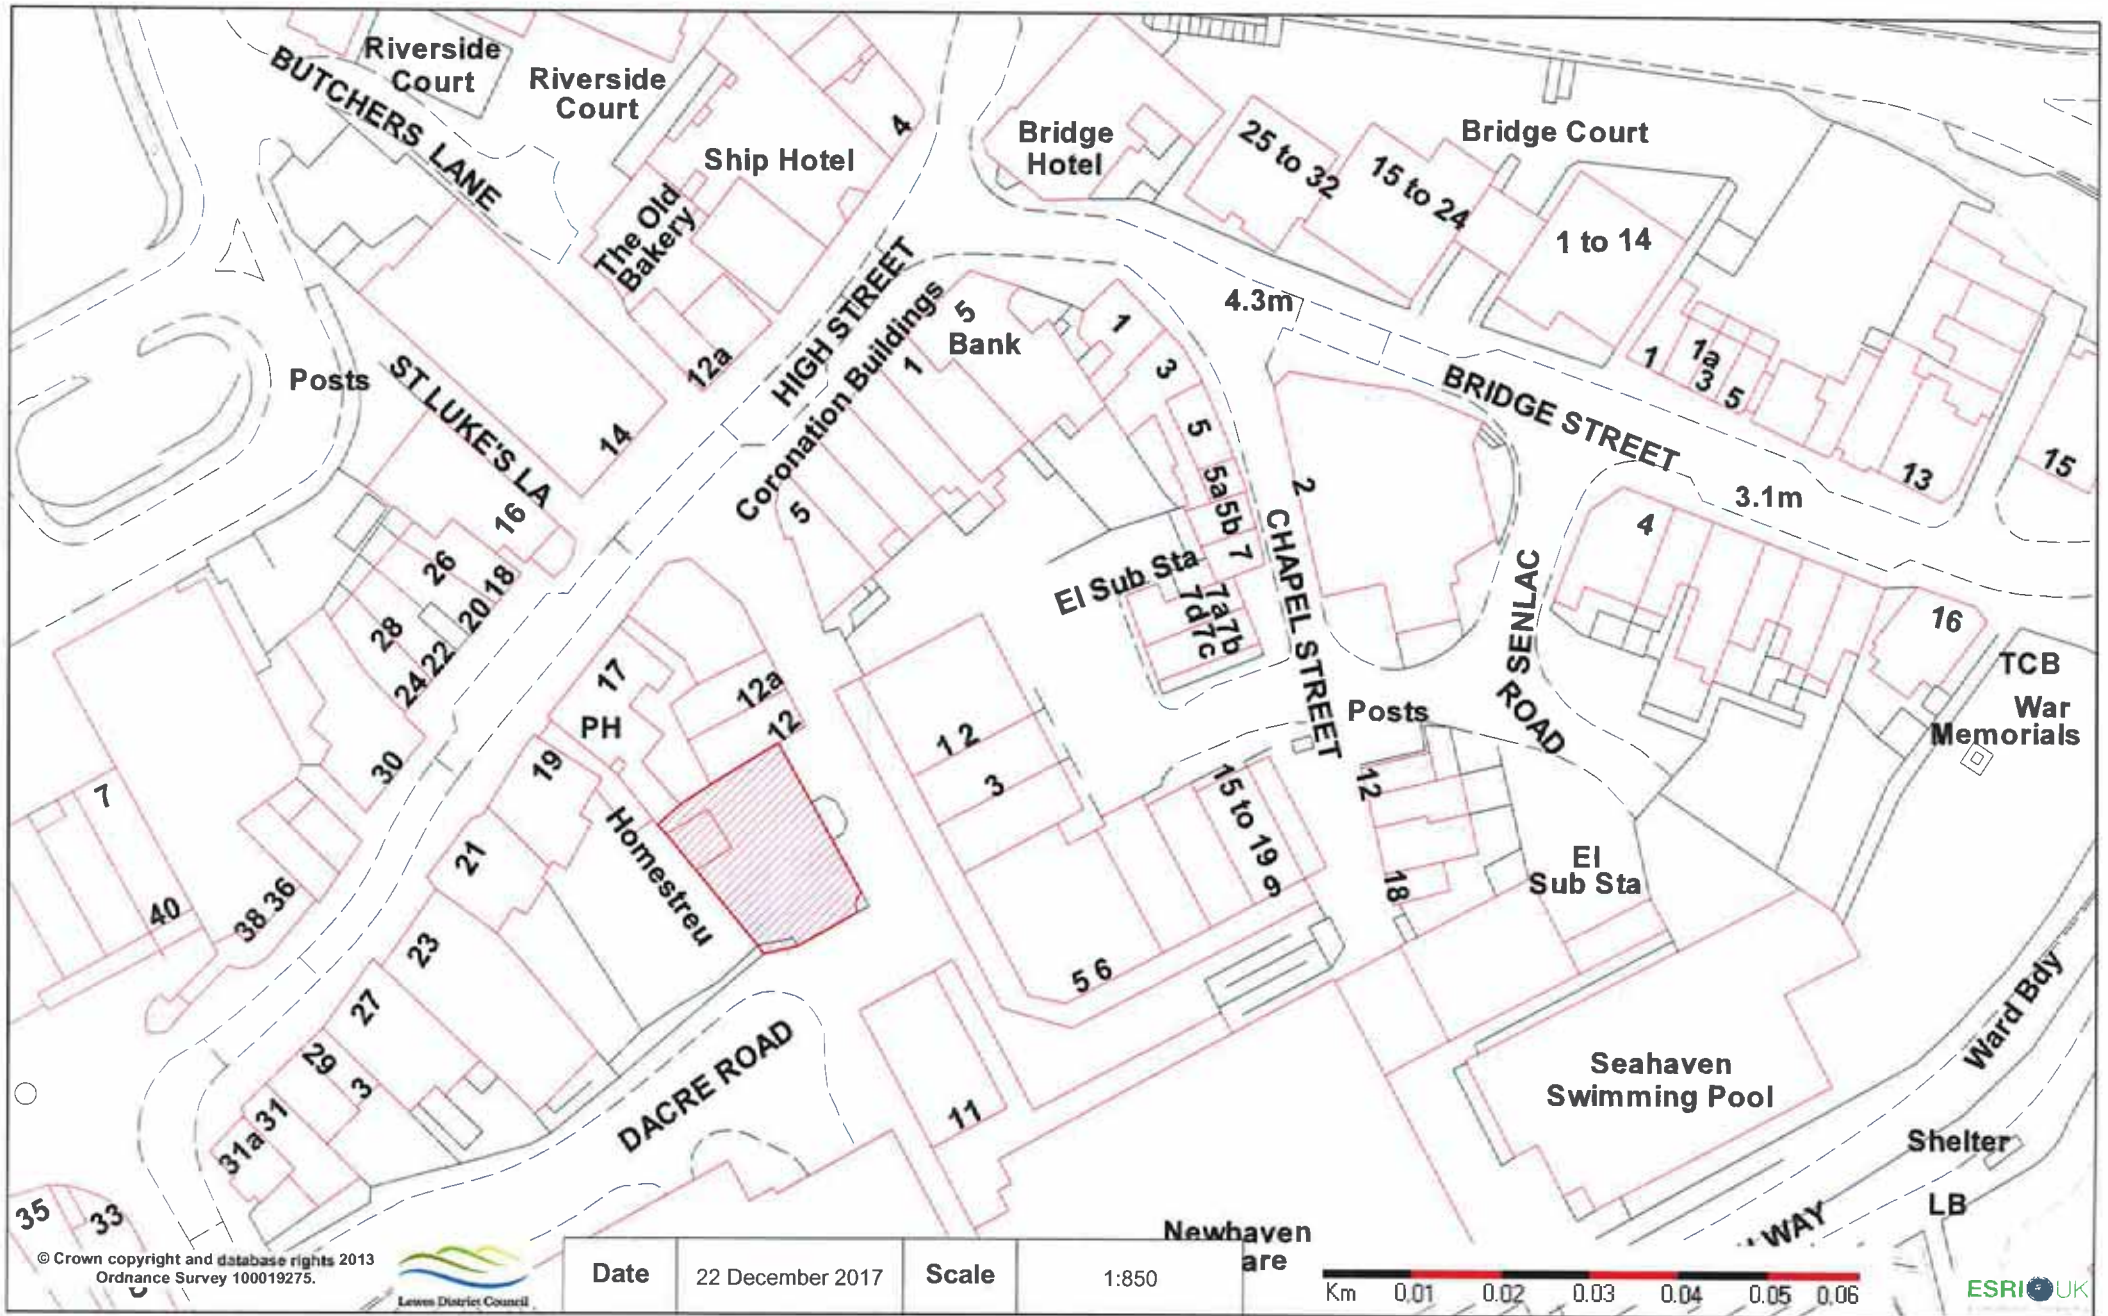 Riverside
Court
BUTCHERS LANE
Riverside
Court
4
Ship Hotel
The Old
Bakery
12a
Bridge
Hotel
25 to 32
15 to 24
Bridge Court
1 to 14
4.3m
HIGH STREET
Coronation Buildings
5
Bank
1
1
3
5
5a
5b
7
7a
7b
7c
7d
El Sub Sta
CHAPEL STREET
2
BRIDGE STREET
1
1a
3
5
13
15
3.1m
Posts
ST LUKE'S LA
14
16
5
26
18
20
28
22
24
30
17
PH
12a
12
19
Homestreu
21
23
27
29
3
31
31a
7
40
38
36
35
33
1 2
3
5 6
15 to 19
9
Posts
SENLAC
ROAD
4
16
TCB
War
Memorials
12
18
El
Sub Sta
Seahaven
Swimming Pool
Ward Bdy
Shelter
LB
WAY
DACRE ROAD
11
Newhaven
are
© Crown copyright and database rights 2013
Ordnance Survey 100019275.
Lewes District Council
Date
22 December 2017
Scale
1:850
Km 0.01 0.02 0.03 0.04 0.05 0.06
ESRI UK